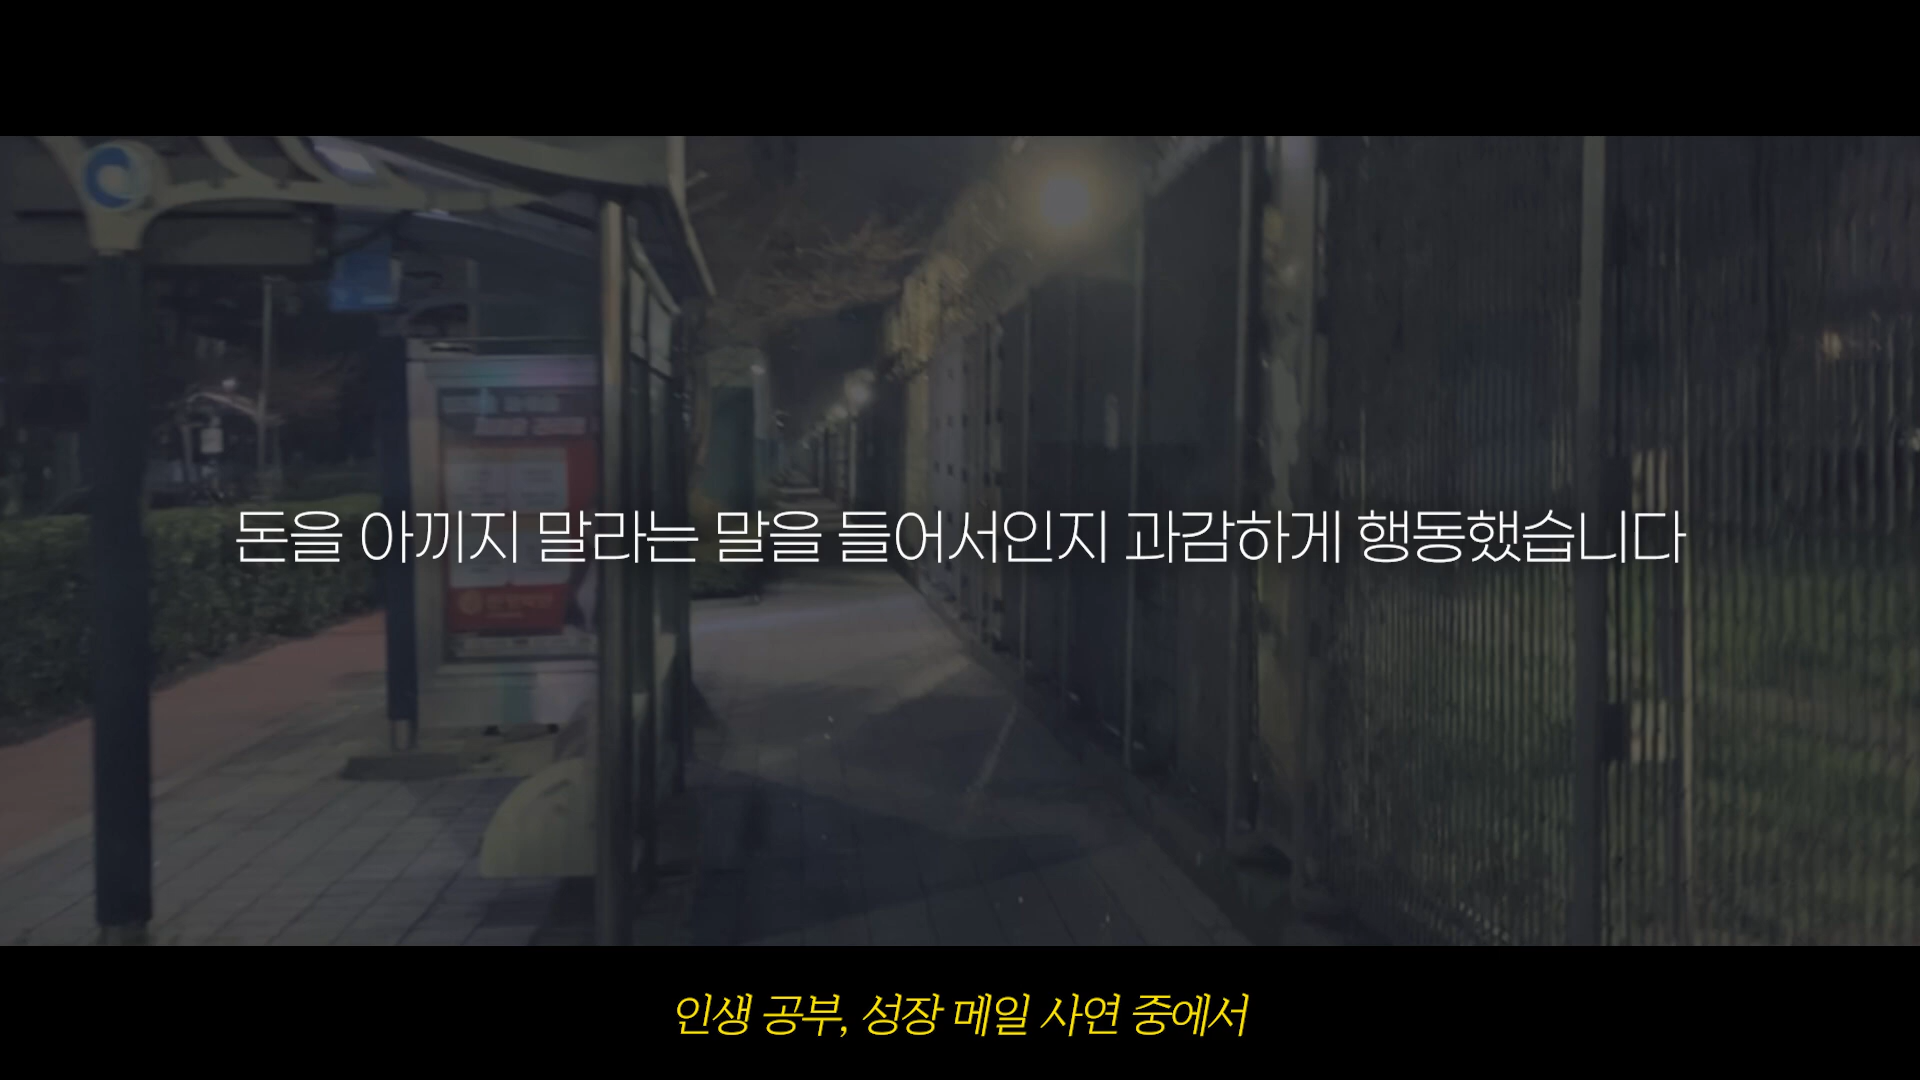 돈을 아끼지 말라는 말을 들어서인지 과감하게 행동했습니다
인생 공부, 성장 메일 사연 중에서